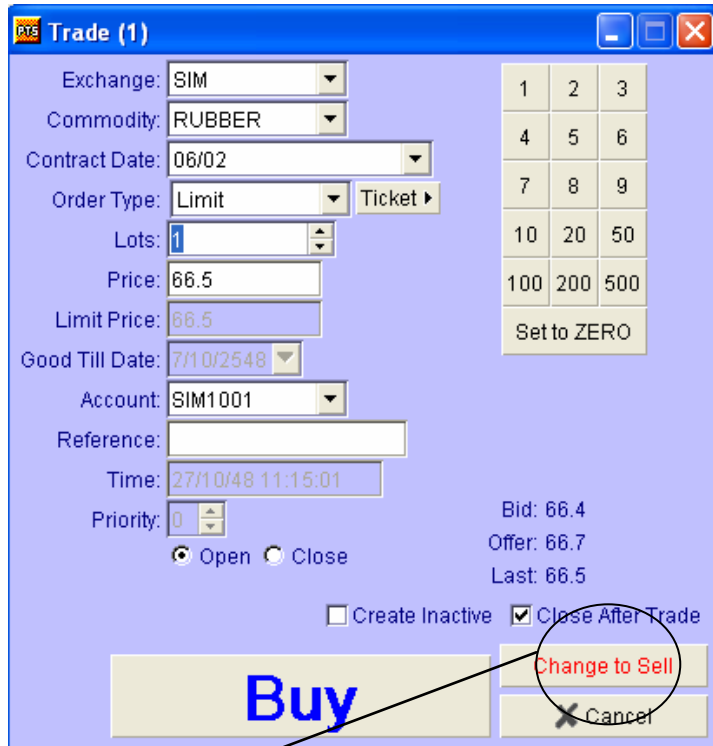 PTS Trade (1)
Exchange: SIM
Commodity: RUBBER
Contract Date: 06/02
Order Type: Limit Ticket
Lots: 1
Price: 66.5
Limit Price: 66.5
Good Till Date: 7/10/2548
Account: SIM1001
Reference:
Time: 27/10/48 11:15:01
Priority: 0
Open Close
1 2 3
4 5 6
7 8 9
10 20 50
100 200 500
Set to ZERO
Bid: 66.4
Offer: 66.7
Last: 66.5
Create Inactive Close After Trade
Buy
Change to Sell
Cancel